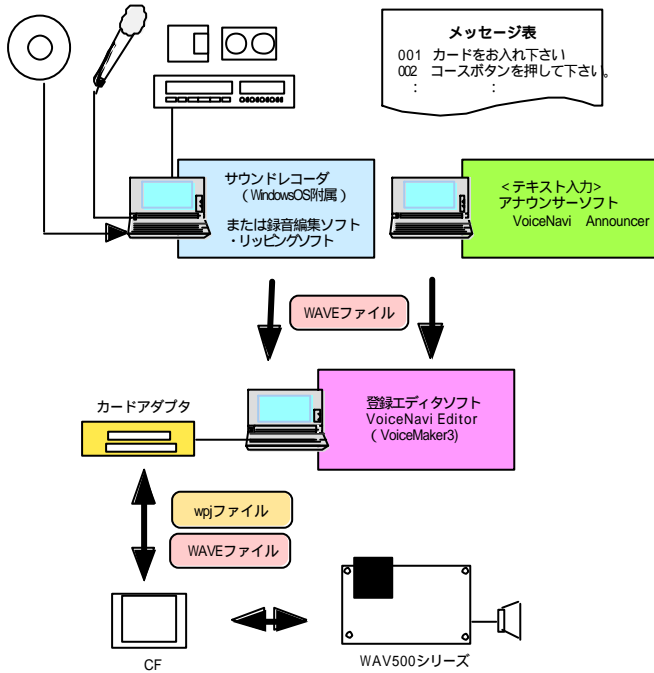 メッセージ表
001 カードをお入れ下さい
002 コースボタンを押して下さい。
: :
サウンドレコーダ
(WindowsOS附属)
または録音編集ソフト
・リッピングソフト
<テキスト入力>
アナウンサーソフト
VoiceNavi Announcer
WAVEファイル
カードアダプタ
登録エディタソフト
VoiceNavi Editor
(VoiceMaker3)
wpjファイル
WAVEファイル
CF
WAV500シリーズ